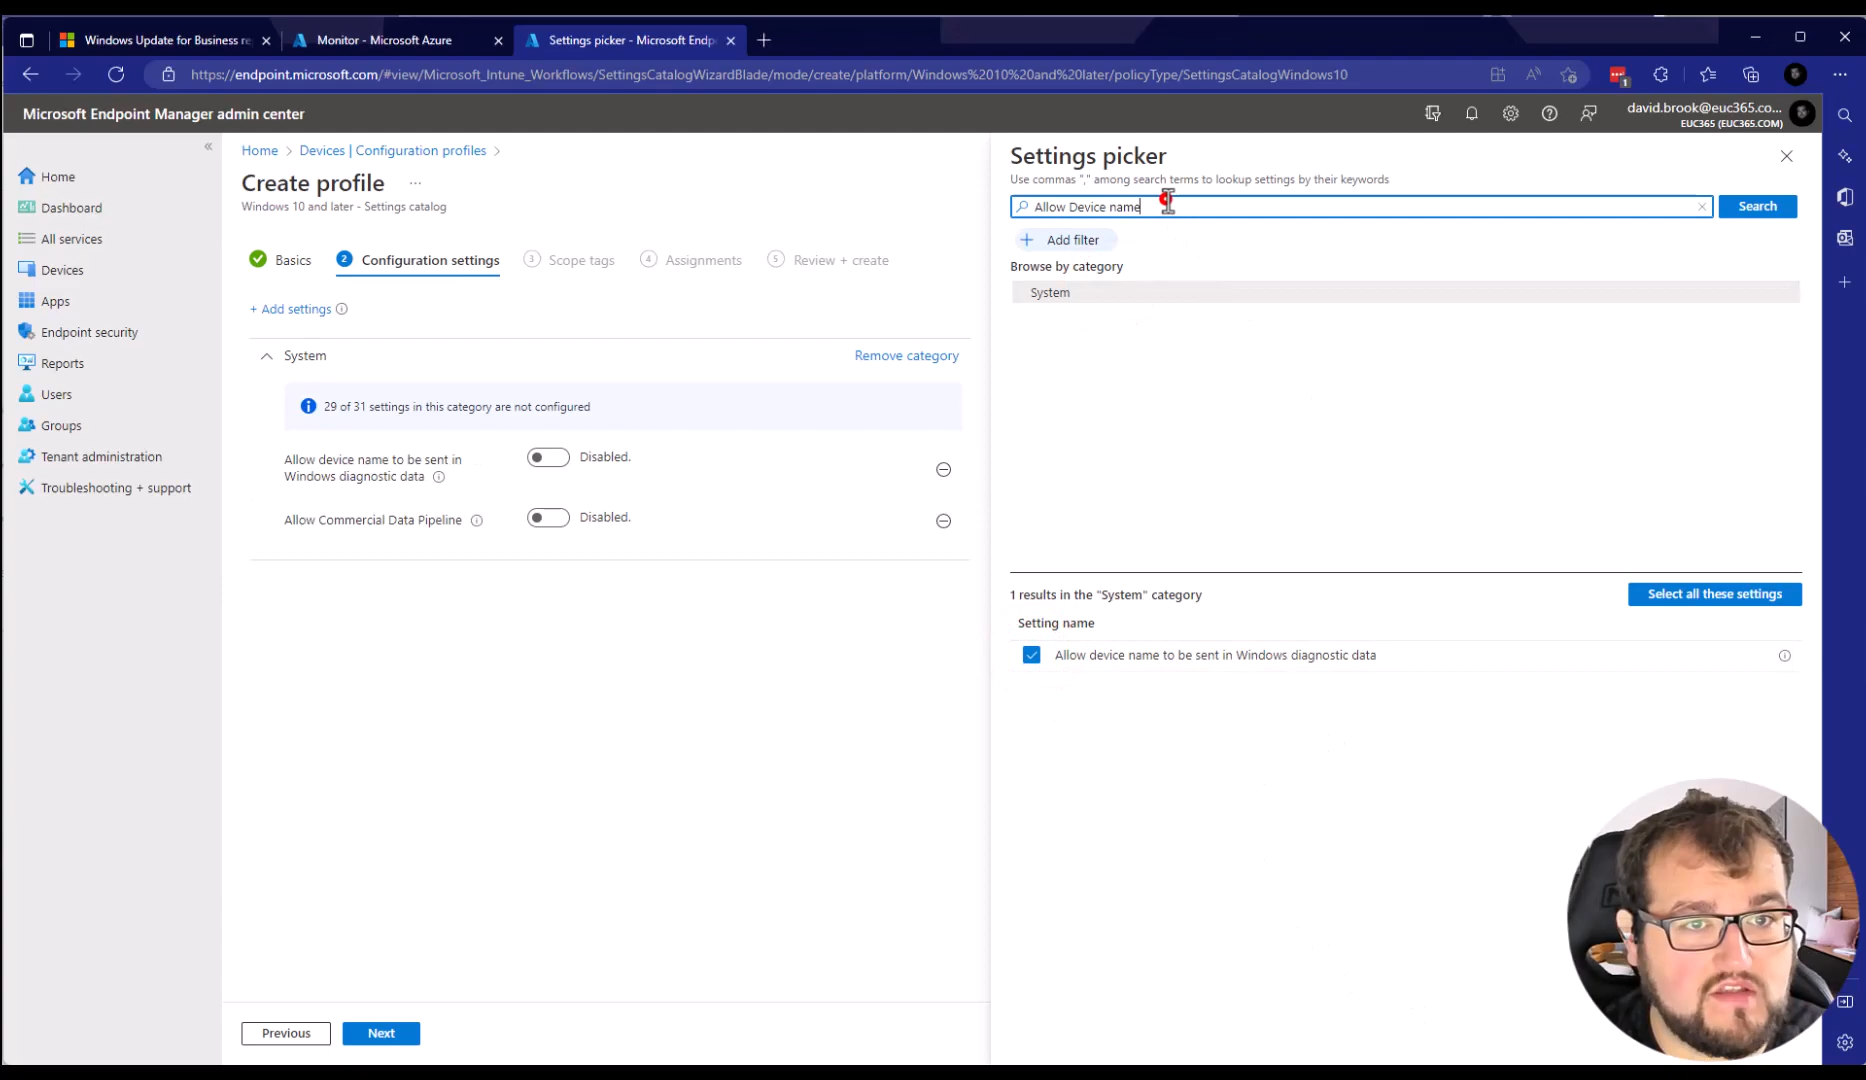 Windows Update for Business re
Monitor - Microsoft Azure
Settings picker - Microsoft Endp
https://endpoint.microsoft.com/#view/Microsoft_Intune_Workflows/SettingsCatalogWizardBlade/mode/create/platform/Windows%2010%20and%20later/policyType/SettingsCatalogWindows10
1
Microsoft Endpoint Manager admin center
david.brook@euc365.co...
EUC365 (EUC365.COM)
Home
Dashboard
All services
Devices
Apps
Endpoint security
Reports
Users
Groups
Tenant administration
Troubleshooting + support
Home > Devices | Configuration profiles >
Create profile ...
Windows 10 and later - Settings catalog
Basics
2 Configuration settings
3 Scope tags
4 Assignments
5 Review + create
+ Add settings
System
Remove category
29 of 31 settings in this category are not configured
Allow device name to be sent in
Windows diagnostic data
Disabled.
Allow Commercial Data Pipeline
Disabled.
Previous
Next
Settings picker
Use commas "," among search terms to lookup settings by their keywords
Allow Device name
Search
+ Add filter
Browse by category
System
1 results in the "System" category
Select all these settings
Setting name
Allow device name to be sent in Windows diagnostic data